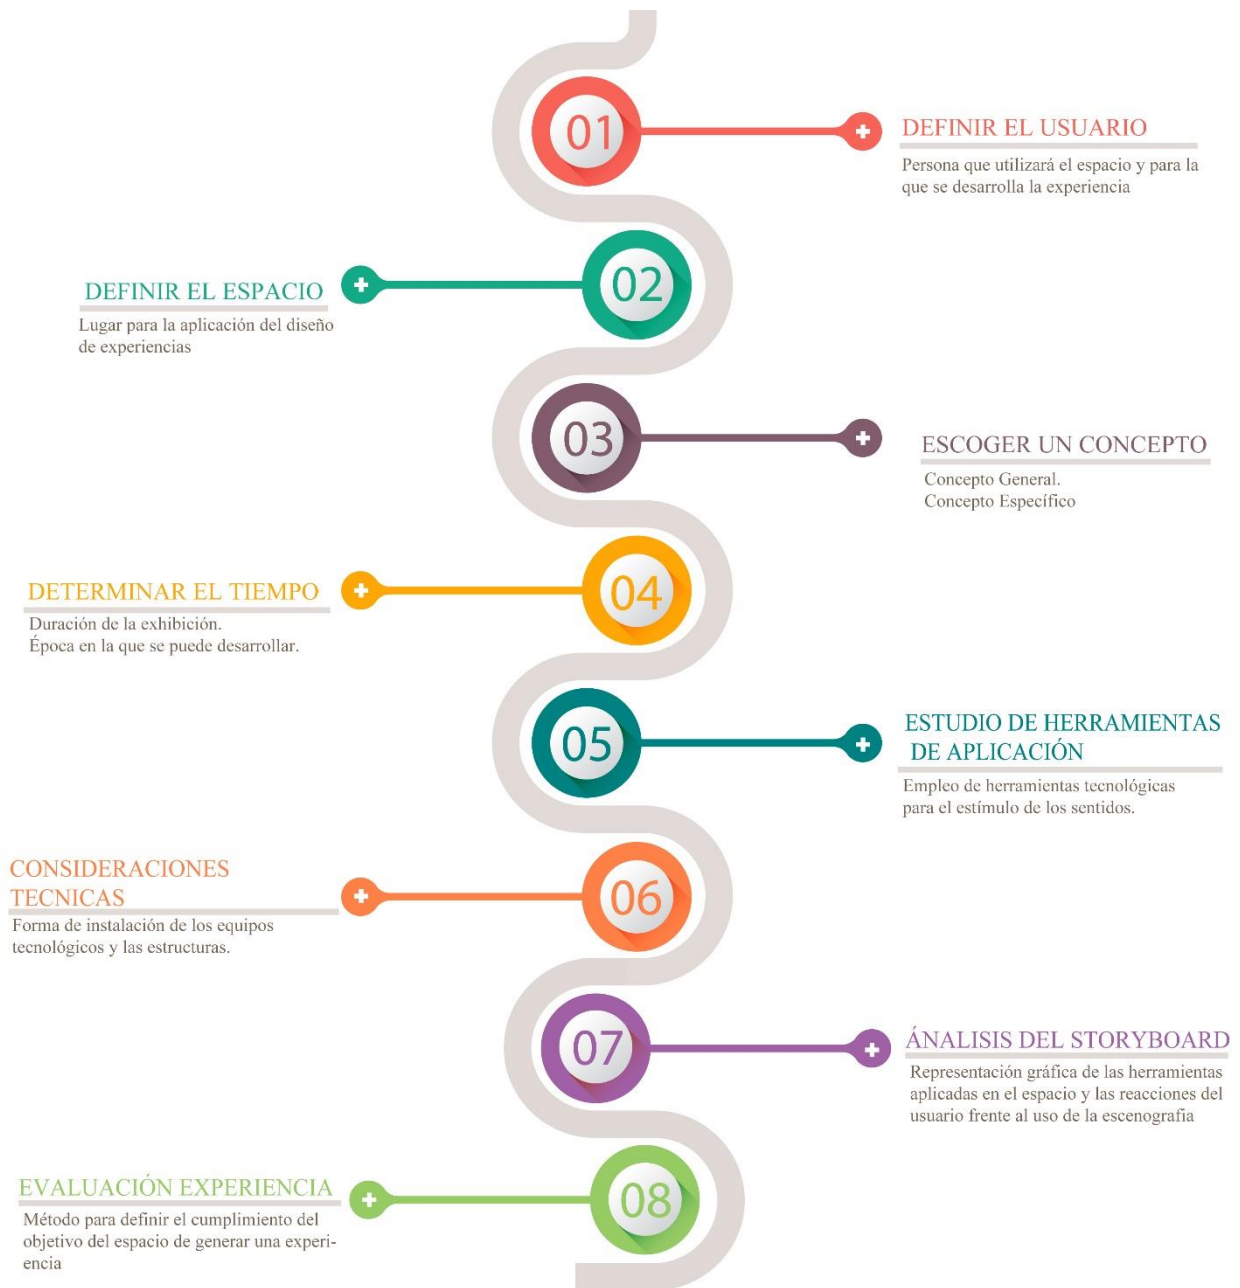 01
DEFINIR EL USUARIO
Persona que utilizará el espacio y para la
que se desarrolla la experiencia
02
DEFINIR EL ESPACIO
Lugar para la aplicación del diseño
de experiencias
03
ESCOGER UN CONCEPTO
Concepto General.
Concepto Específico
04
DETERMINAR EL TIEMPO
Duración de la exhibición.
Época en la que se puede desarrollar.
05
ESTUDIO DE HERRAMIENTAS
DE APLICACIÓN
Empleo de herramientas tecnológicas
para el estímulo de los sentidos.
06
CONSIDERACIONES
TECNICAS
Forma de instalación de los equipos
tecnológicos y las estructuras.
07
ÁNALISIS DEL STORYBOARD
Representación gráfica de las herramientas
aplicadas en el espacio y las reacciones del
usuario frente al uso de la escenografia
08
EVALUACIÓN EXPERIENCIA
Método para definir el cumplimiento del
objetivo del espacio de generar una experi-
encia